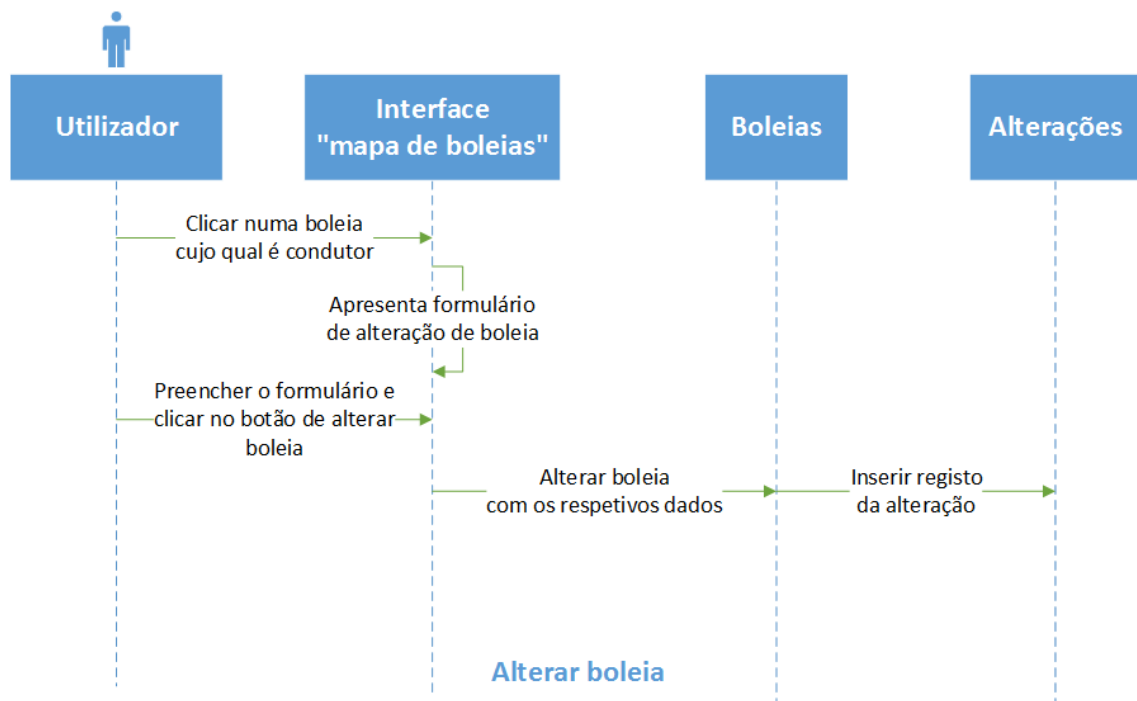 Utilizador
Interface
"mapa de boleias"
Boleias
Alterações
Clicar numa boleia
cujo qual é condutor
Apresenta formulário
de alteração de boleia
Preencher o formulário e
clicar no botão de alterar
boleia
Alterar boleia
com os respetivos dados
Inserir registo
da alteração
Alterar boleia